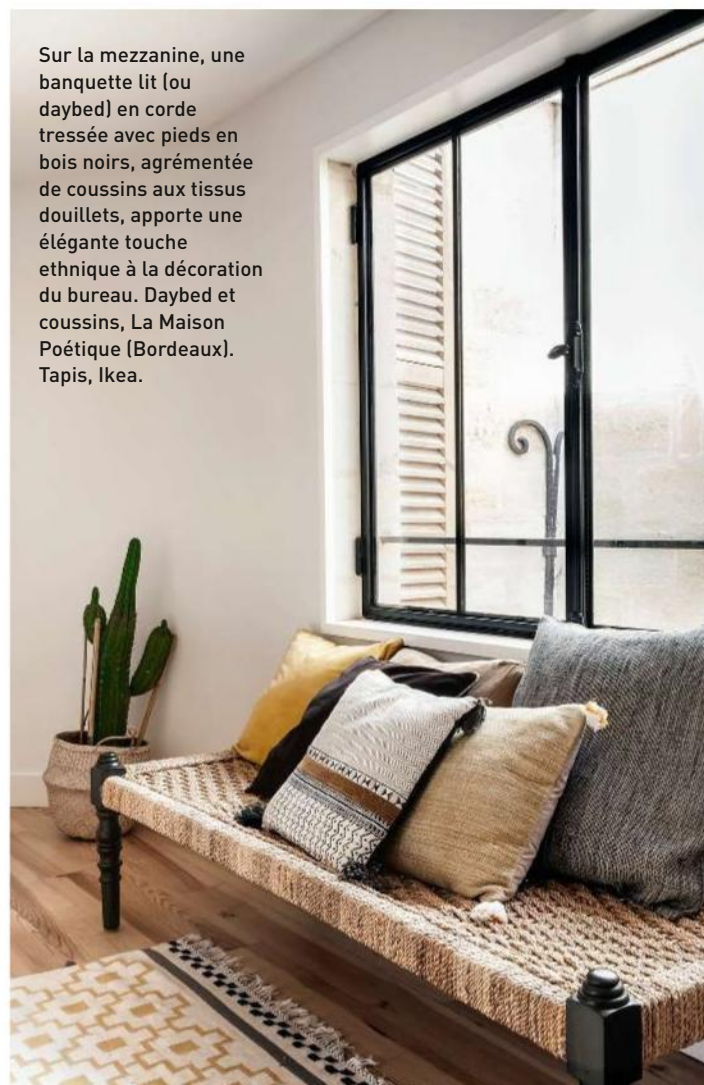 Sur la mezzanine, une
banquette lit (ou
daybed) en corde
tressée avec pieds en
bois noirs, agrémentée
de coussins aux tissus
douillets, apporte une
élégante touche
ethnique à la décoration
du bureau. Daybed et
coussins, La Maison
Poétique (Bordeaux).
Tapis, Ikea.